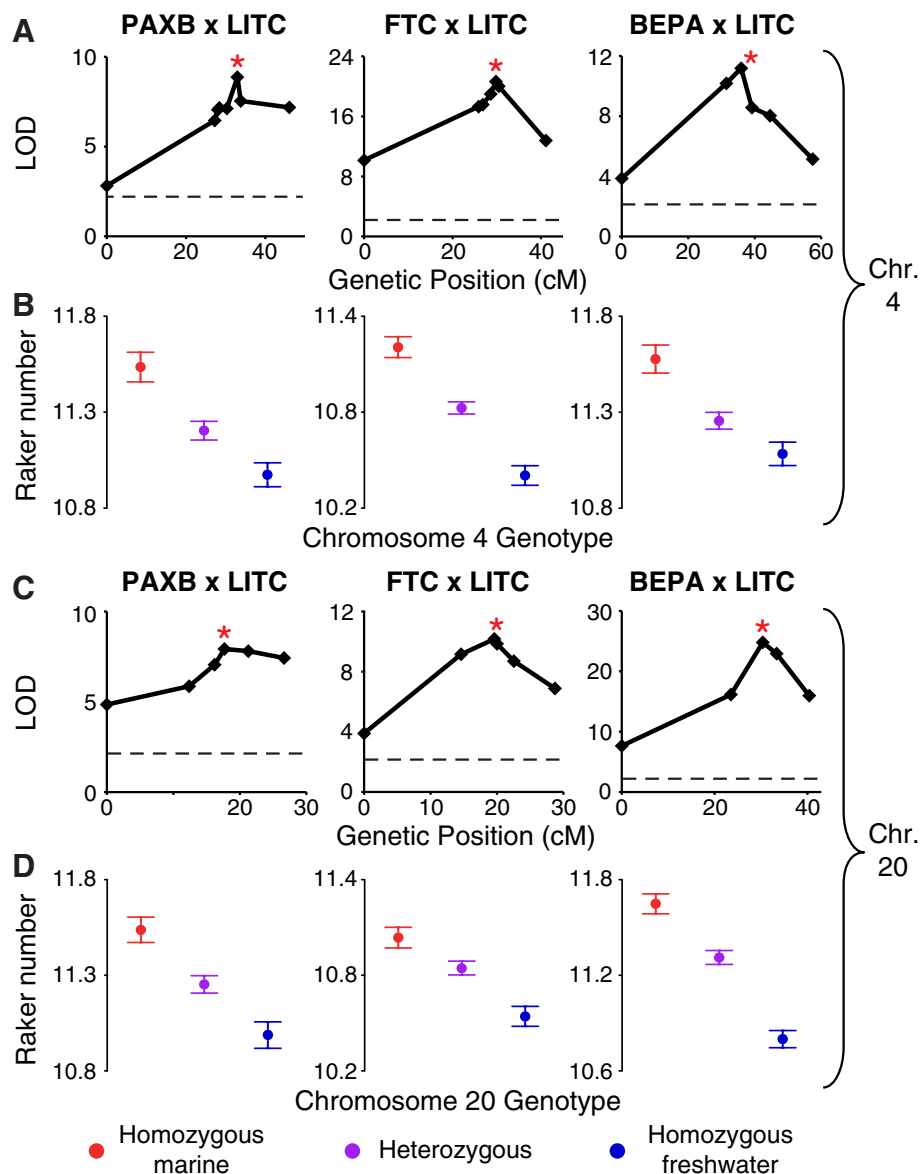 A
PAXB x LITC
FTC x LITC
BEPA x LITC
LOD
10
5
0
0
20
40
24
16
8
0
0
20
40
12
8
4
0
0
20
40
60
*
*
*
Genetic Position (cM)
Chr.
4
B
Raker number
11.8
11.3
10.8
11.4
10.8
10.2
11.8
11.3
10.8
Chromosome 4 Genotype
C
PAXB x LITC
FTC x LITC
BEPA x LITC
LOD
10
5
0
0
10
20
30
12
8
4
0
0
10
20
30
30
20
10
0
0
20
40
*
*
*
Genetic Position (cM)
Chr.
20
D
Raker number
11.8
11.3
10.8
11.4
10.8
10.2
11.8
11.2
10.6
Chromosome 20 Genotype
Homozygous
marine
Heterozygous
Homozygous
freshwater